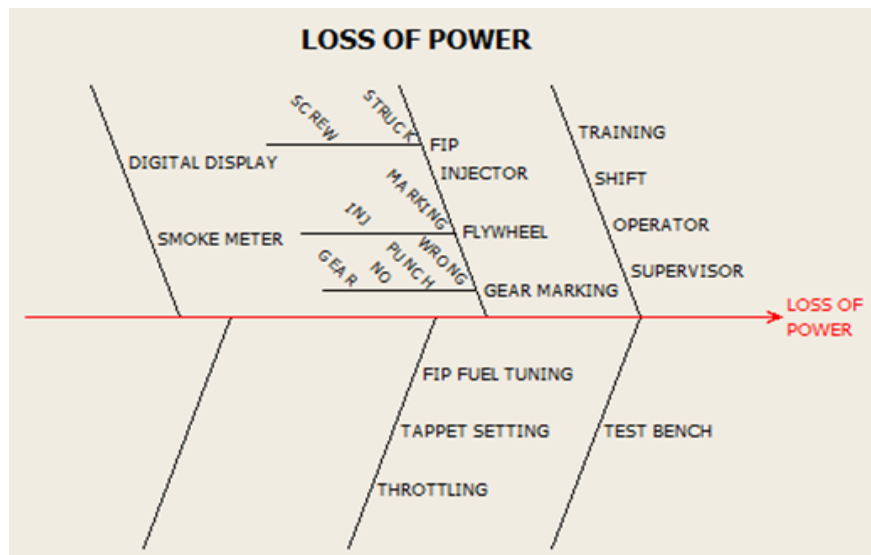 LOSS OF POWER
SCREW
STRUCK
FIP
TRAINING
DIGITAL DISPLAY
INJECTOR
SHIFT
MARKING
INJ
OPERATOR
SMOKE METER
FLYWHEEL
GEAR
NO
PUNCH
WRONG
SUPERVISOR
GEAR MARKING
LOSS OF
POWER
FIP FUEL TUNING
TAPPET SETTING
TEST BENCH
THROTTLING